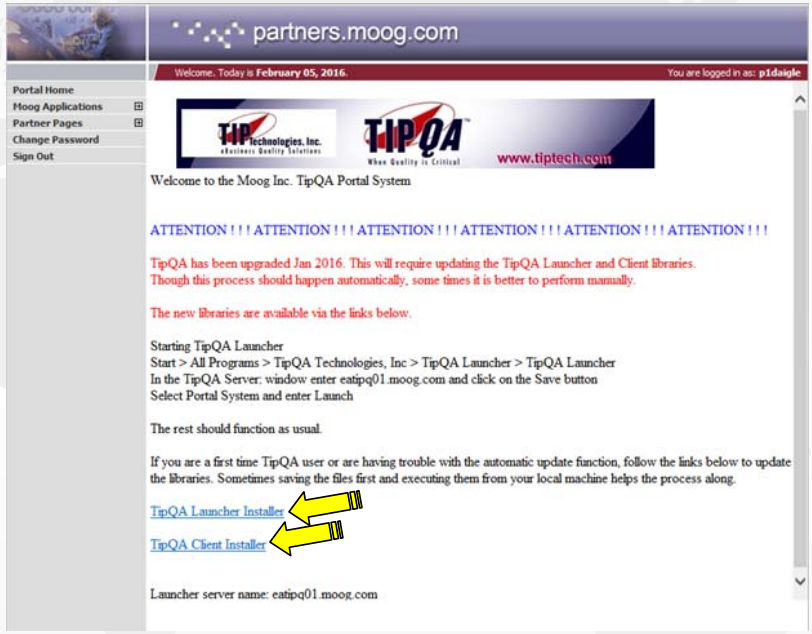 partners.moog.com
Welcome. Today is February 05, 2016. You are logged in as: p1daigle
Portal Home
Moog Applications
Partner Pages
Change Password
Sign Out
TIP Technologies, Inc.
eBusiness Quality Solutions
TIPQA
When Quality is Critical
www.tiptech.com
Welcome to the Moog Inc. TipQA Portal System
ATTENTION ! ! ! ATTENTION ! ! ! ATTENTION ! ! ! ATTENTION ! ! ! ATTENTION ! ! ! ATTENTION ! ! !
TipQA has been upgraded Jan 2016. This will require updating the TipQA Launcher and Client libraries.
Though this process should happen automatically, some times it is better to perform manually.
The new libraries are available via the links below.
Starting TipQA Launcher
Start > All Programs > TipQA Technologies, Inc > TipQA Launcher > TipQA Launcher
In the TipQA Server: window enter eatipq01.moog.com and click on the Save button
Select Portal System and enter Launch
The rest should function as usual.
If you are a first time TipQA user or are having trouble with the automatic update function, follow the links below to update
the libraries. Sometimes saving the files first and executing them from your local machine helps the process along.
TipQA Launcher Installer
TipQA Client Installer
Launcher server name: eatipq01.moog.com